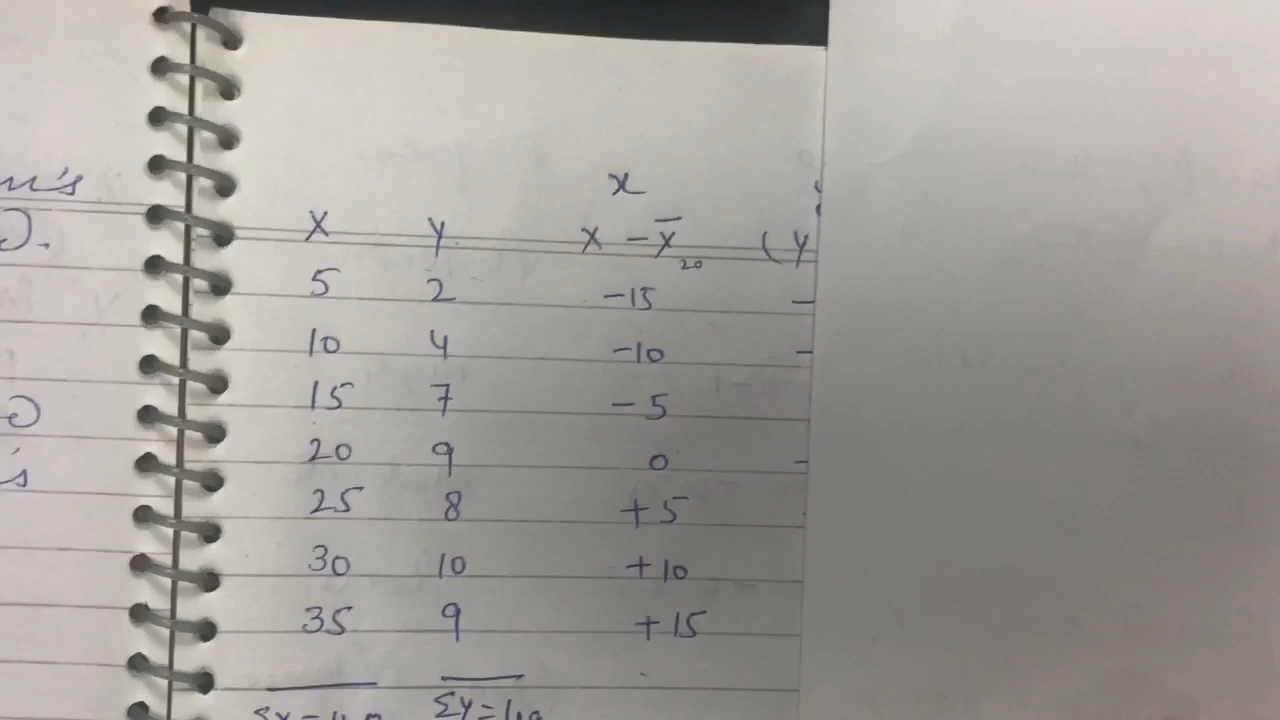 n's
x
X Y X - X̄ 20 (Y
).
5 2 -15 -
10 4 -10 -
15 7 -5
20 9 0 -
's
25 8 +5
30 10 +10
35 9 +15
ΣY=